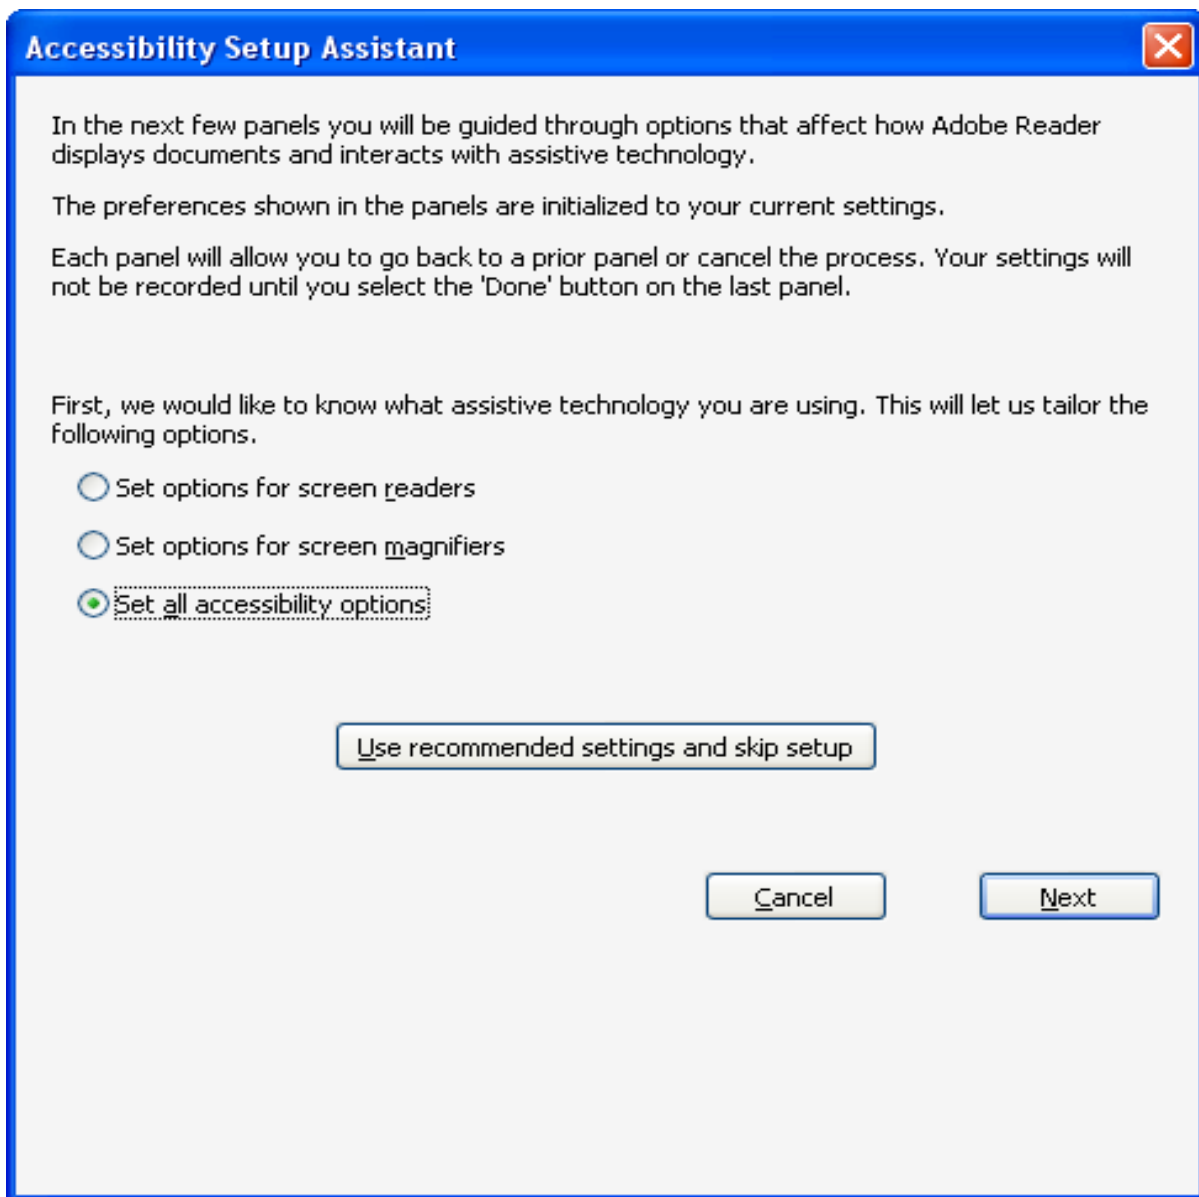 Accessibility Setup Assistant
In the next few panels you will be guided through options that affect how Adobe Reader
displays documents and interacts with assistive technology.
The preferences shown in the panels are initialized to your current settings.
Each panel will allow you to go back to a prior panel or cancel the process. Your settings will
not be recorded until you select the 'Done' button on the last panel.
First, we would like to know what assistive technology you are using. This will let us tailor the
following options.
Set options for screen readers
Set options for screen magnifiers
Set all accessibility options
Use recommended settings and skip setup
Cancel
Next